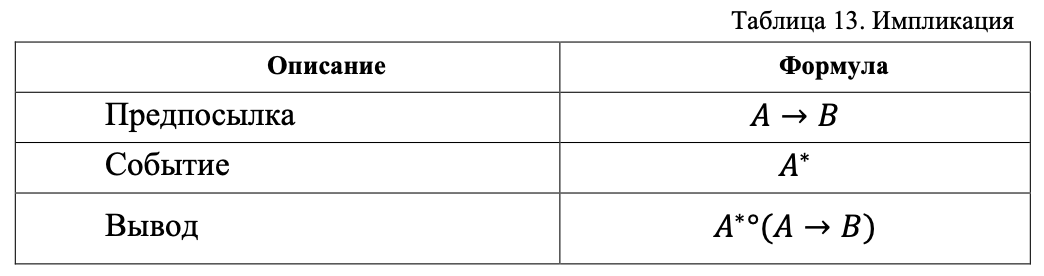 Таблица 13. Импликация
Описание Формула
Предпосылка A → B
Событие A*
Вывод A*°(A → B)